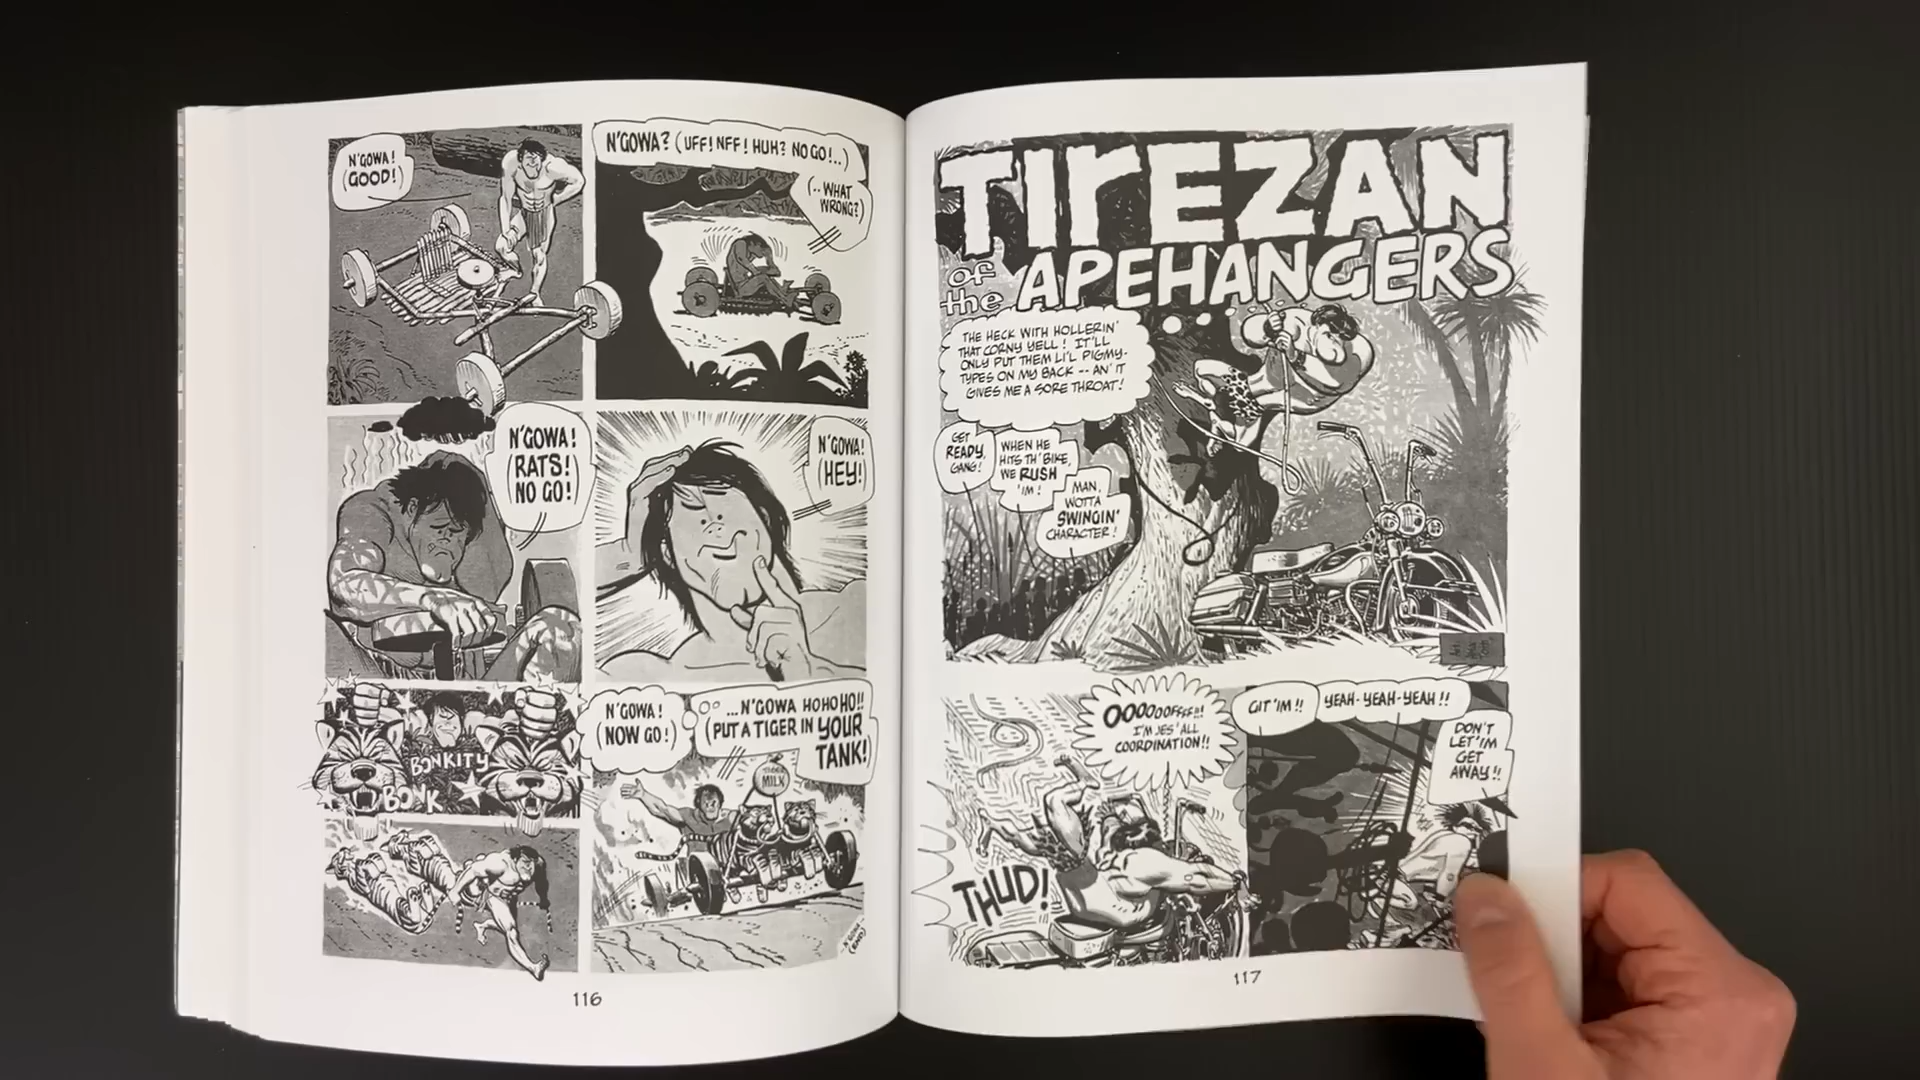 N'GOWA!
(GOOD!)
N'GOWA? (UFF! NFF! HUH? NO GO!..)
(..WHAT
WRONG?)
N'GOWA!
(RATS!
NO GO!)
N'GOWA!
(HEY!)
BONKITY
BONK
N'GOWA!
(NOW GO!)
...N'GOWA HOHOHO!!
(PUT A TIGER IN YOUR
TANK!)
TIGER
MILK
N'GOWA
(END)
116
TIREZAN
of
the APEHANGERS
THE HECK WITH HOLLERIN'
THAT CORNY YELL! IT'LL
ONLY PUT THEM LI'L PIGMY-
TYPES ON MY BACK -- AN' IT
GIVES ME A SORE THROAT!
GET
READY,
GANG!
WHEN HE
HITS TH' BIKE,
WE RUSH
'IM!
MAN,
WOTTA
SWINGIN'
CHARACTER!
OOOOOOFFF!!!
I'M JES' ALL
COORDINATION!!
THUD!
GIT 'IM!!
YEAH-YEAH-YEAH!!
DON'T
LET 'IM
GET
AWAY!!
117